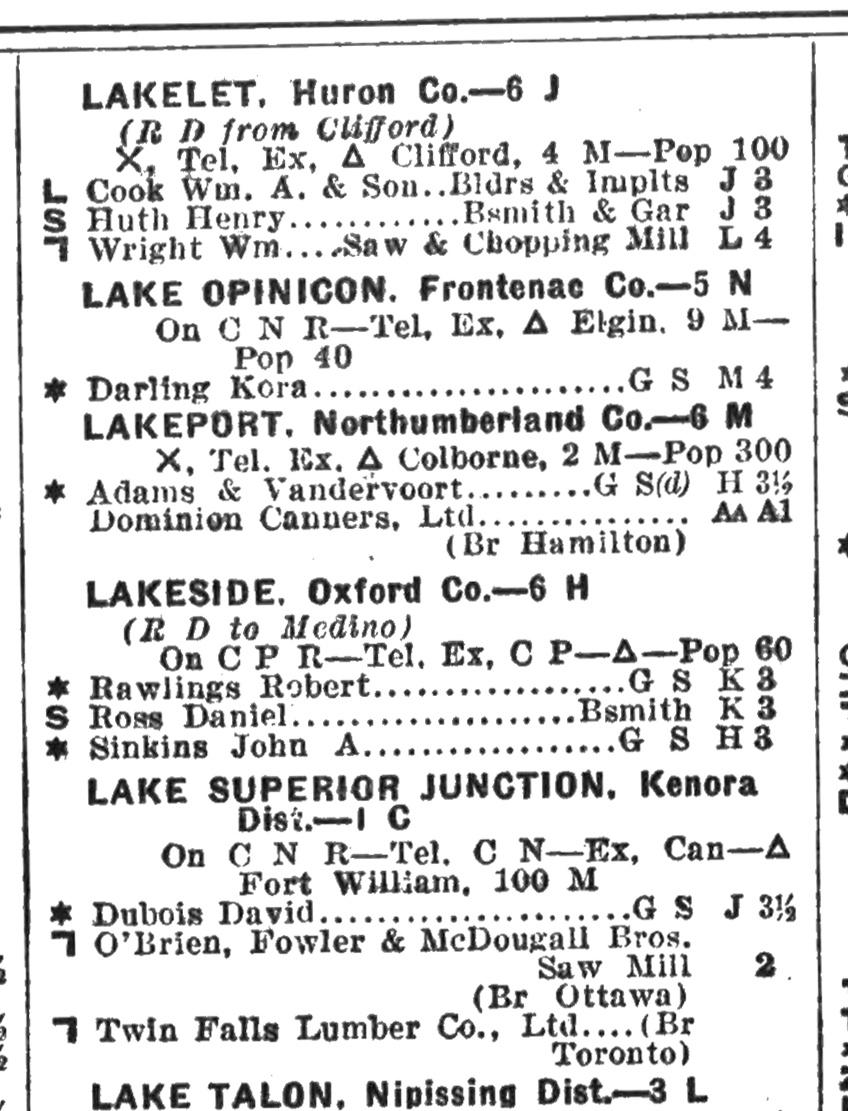 LAKELET, Huron Co.—6 J
(R D from Clifford)
X, Tel, Ex, Δ Clifford, 4 M—Pop 100
L Cook Wm. A. & Son..Bldrs & Implts J 3
S Huth Henry............Bsmith & Gar J 3
ꓶ Wright Wm.....Saw & Chopping Mill L 4
LAKE OPINICON, Frontenac Co.—5 N
On C N R—Tel, Ex, Δ Elgin, 9 M—
Pop 40
* Darling Kora......................G S M 4
LAKEPORT, Northumberland Co.—6 M
X, Tel. Ex. Δ Colborne, 2 M—Pop 300
* Adams & Vandervoort.........G S(d) H 3½
Dominion Canners, Ltd............... AA A1
(Br Hamilton)
LAKESIDE, Oxford Co.—6 H
(R D to Medino)
On C P R—Tel. Ex, C P—Δ—Pop 60
* Rawlings Robert..................G S K 3
S Ross Daniel....................Bsmith K 3
* Sinkins John A..................G S H 3
LAKE SUPERIOR JUNCTION, Kenora
Dist.—1 C
On C N R—Tel. C N—Ex, Can—Δ
Fort William, 100 M
* Dubois David......................G S J 3½
ꓶ O'Brien, Fowler & McDougall Bros.
Saw Mill 2
(Br Ottawa)
ꓶ Twin Falls Lumber Co., Ltd....(Br
Toronto)
LAKE TALON, Nipissing Dist.—3 L